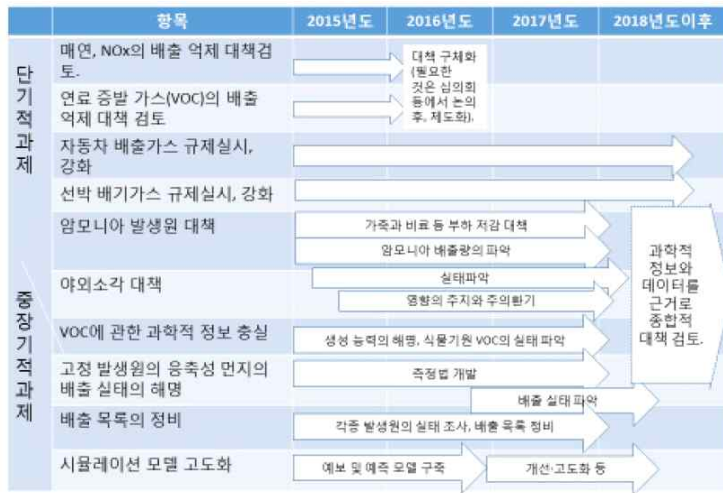 항목 2015년도 2016년도 2017년도 2018년도이후
단기적과제
매연, NOx의 배출 억제 대책검
토.
연료 증발 가스(VOC)의 배출
억제 대책 검토
대책 구체화
(필요한
것은 심의회
등에서 논의
후, 제도화).
자동차 배출가스 규제실시,
강화
선박 배기가스 규제실시, 강화
중장기적과제
암모니아 발생원 대책
가축과 비료 등 부하 저감 대책
암모니아 배출량의 파악
야외소각 대책
실태파악
영향의 주지와 주의환기
VOC에 관한 과학적 정보 충실
생성 능력의 해명, 식물기원 VOC의 실태 파악
고정 발생원의 응축성 먼지의
배출 실태의 해명
측정법 개발
배출 실태 파악
배출 목록의 정비
각종 발생원의 실태 조사, 배출 목록 정비
시뮬레이션 모델 고도화
예보 및 예측 모델 구축
개선·고도화 등
과학적
정보와
데이터를
근거로
종합적
대책 검토.